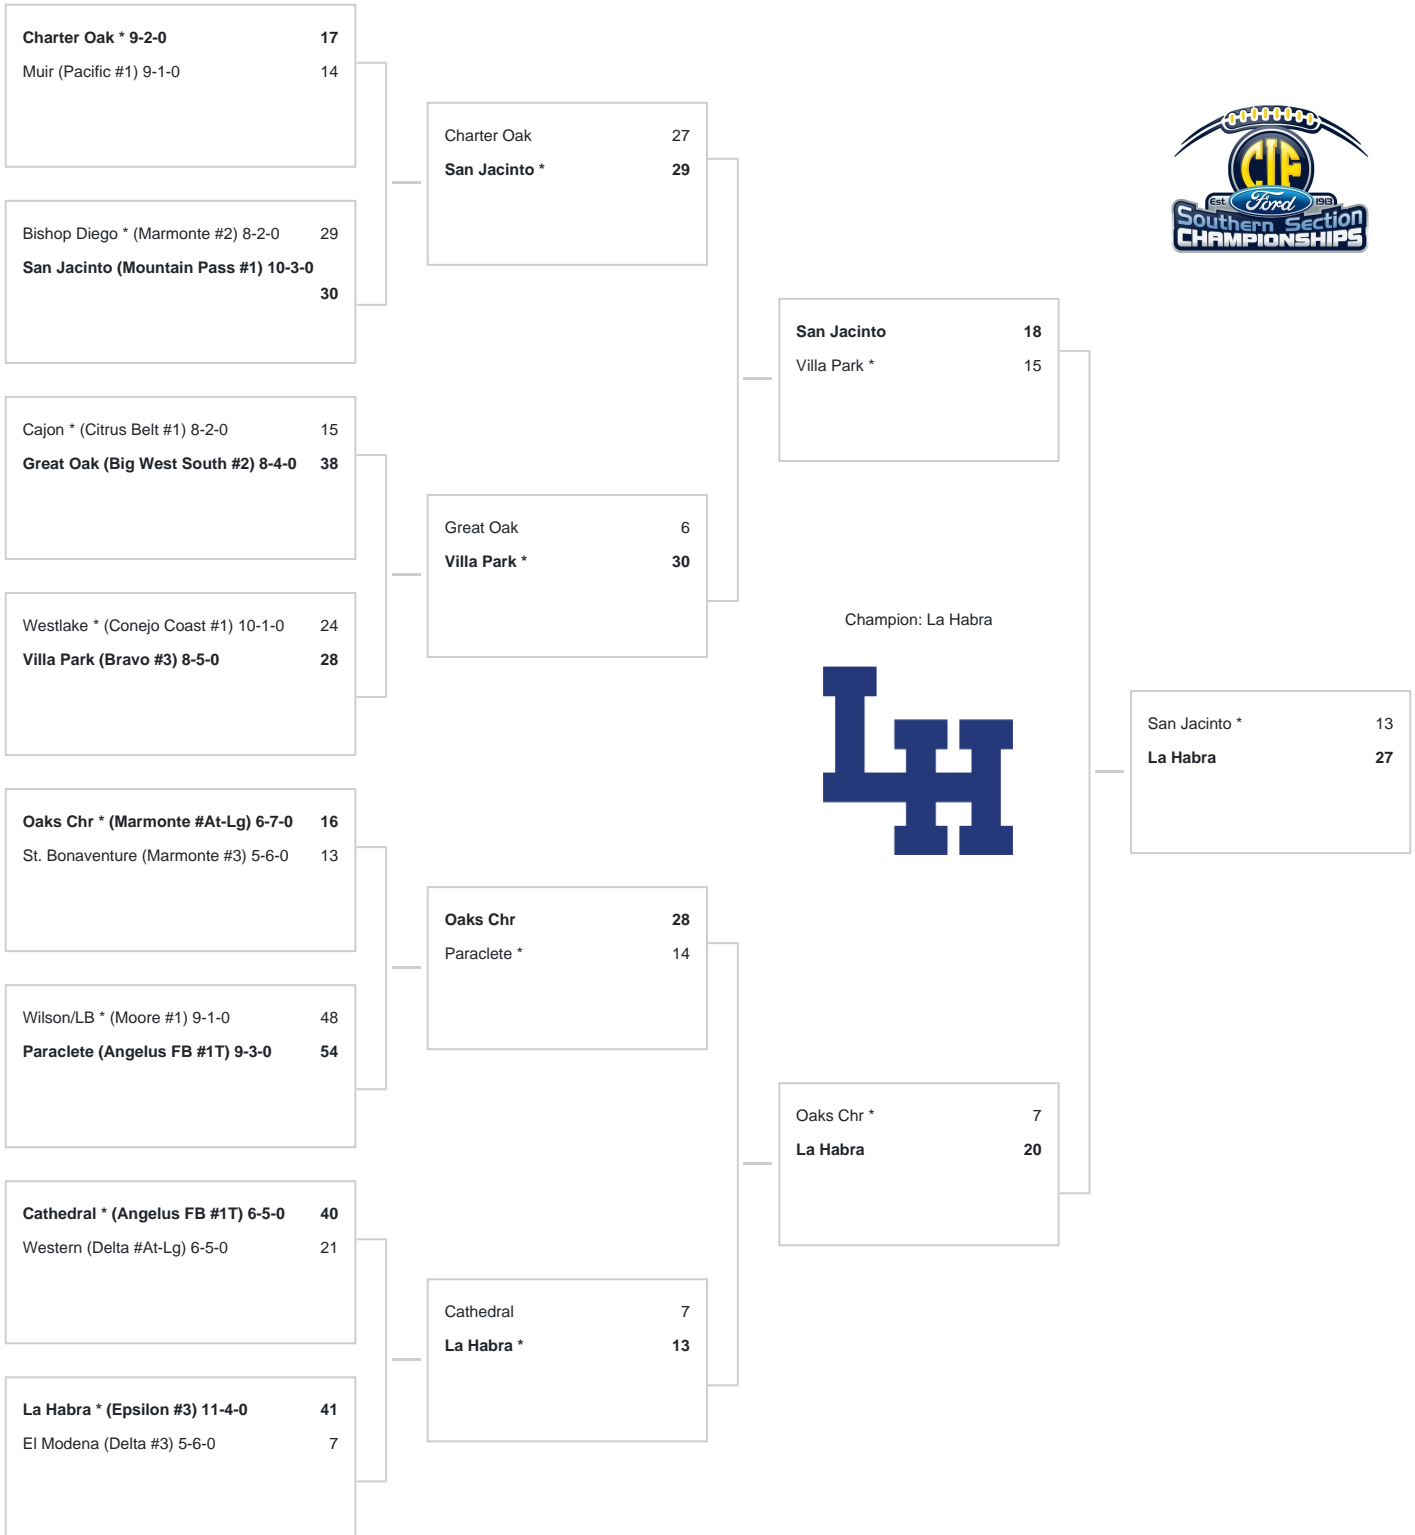 Charter Oak * 9-2-0 17
Muir (Pacific #1) 9-1-0 14
Bishop Diego * (Marmonte #2) 8-2-0 29
San Jacinto (Mountain Pass #1) 10-3-0
30
Cajon * (Citrus Belt #1) 8-2-0 15
Great Oak (Big West South #2) 8-4-0 38
Westlake * (Conejo Coast #1) 10-1-0 24
Villa Park (Bravo #3) 8-5-0 28
Oaks Chr * (Marmonte #At-Lg) 6-7-0 16
St. Bonaventure (Marmonte #3) 5-6-0 13
Wilson/LB * (Moore #1) 9-1-0 48
Paraclete (Angelus FB #1T) 9-3-0 54
Cathedral * (Angelus FB #1T) 6-5-0 40
Western (Delta #At-Lg) 6-5-0 21
La Habra * (Epsilon #3) 11-4-0 41
El Modena (Delta #3) 5-6-0 7
Charter Oak 27
San Jacinto * 29
Great Oak 6
Villa Park * 30
Oaks Chr 28
Paraclete * 14
Cathedral 7
La Habra * 13
San Jacinto 18
Villa Park * 15
Oaks Chr * 7
La Habra 20
San Jacinto * 13
La Habra 27
Champion: La Habra
LH
CIF
Est. Ford 1913
Southern Section
CHAMPIONSHIPS